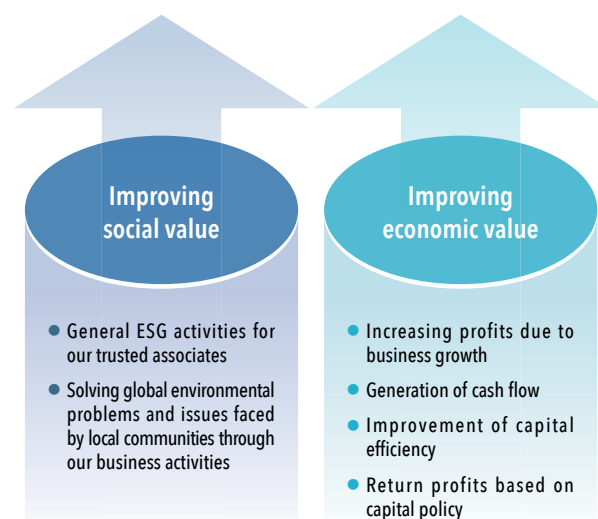 Improving
social value
● General ESG activities for
our trusted associates
● Solving global environmental
problems and issues faced
by local communities through
our business activities
Improving
economic value
● Increasing profits due to
business growth
● Generation of cash flow
● Improvement of capital
efficiency
● Return profits based on
capital policy